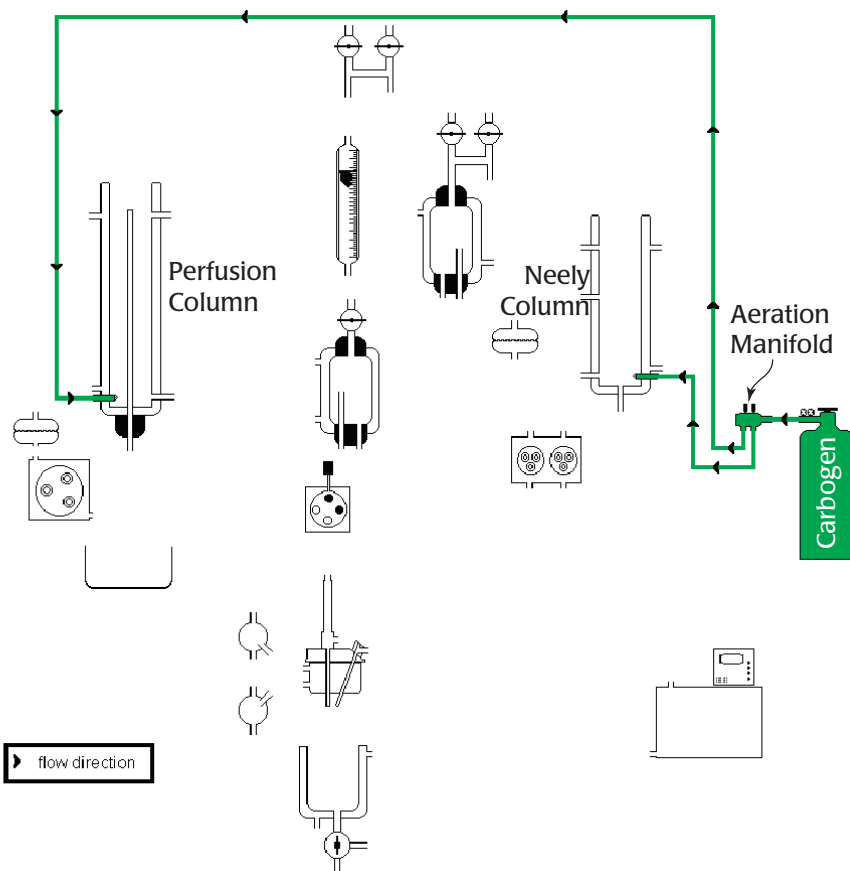 Perfusion
Column
Neely
Column
Aeration
Manifold
Carbogen
flow direction